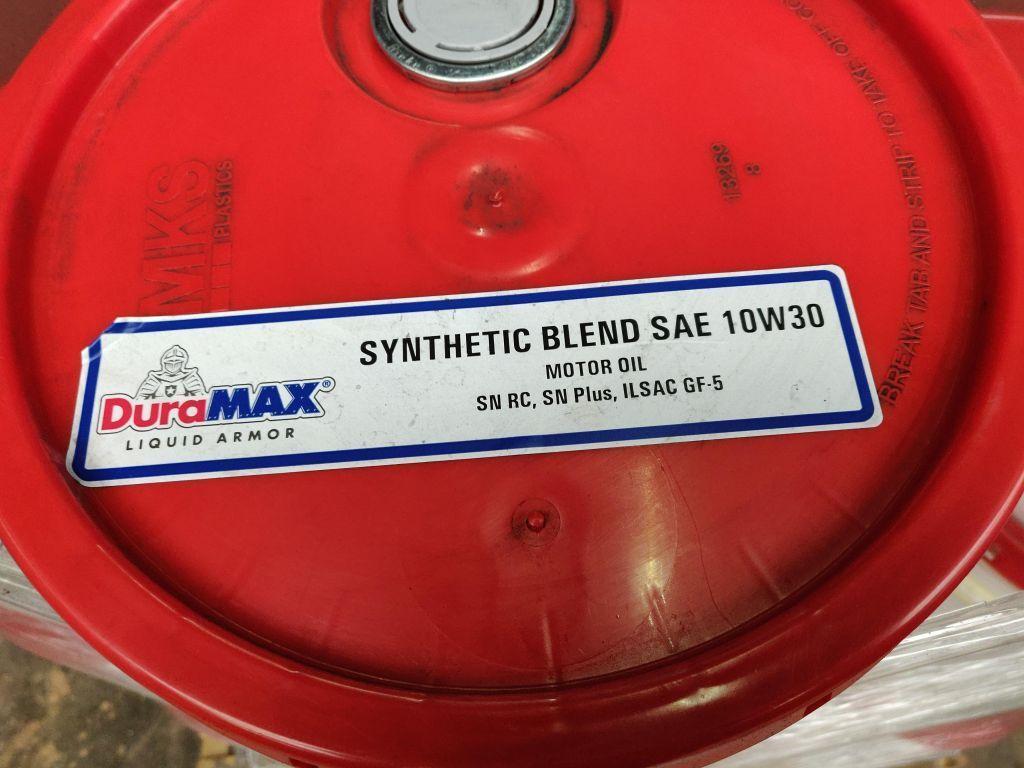 MKS
PLASTICS
13269
8
BREAK TAB AND STRIP TO TAKE OFF
SYNTHETIC BLEND SAE 10W30
MOTOR OIL
SN RC, SN Plus, ILSAC GF-5
DuraMAX®
LIQUID ARMOR